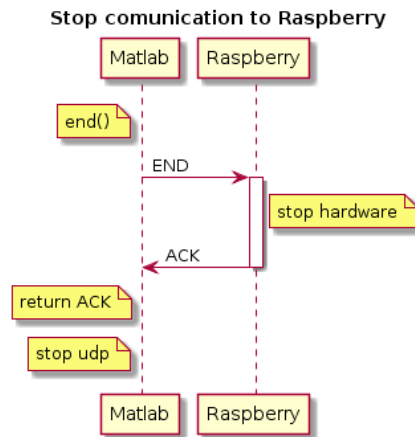 Stop comunication to Raspberry
Matlab Raspberry
end()
END
stop hardware
ACK
return ACK
stop udp
Matlab Raspberry